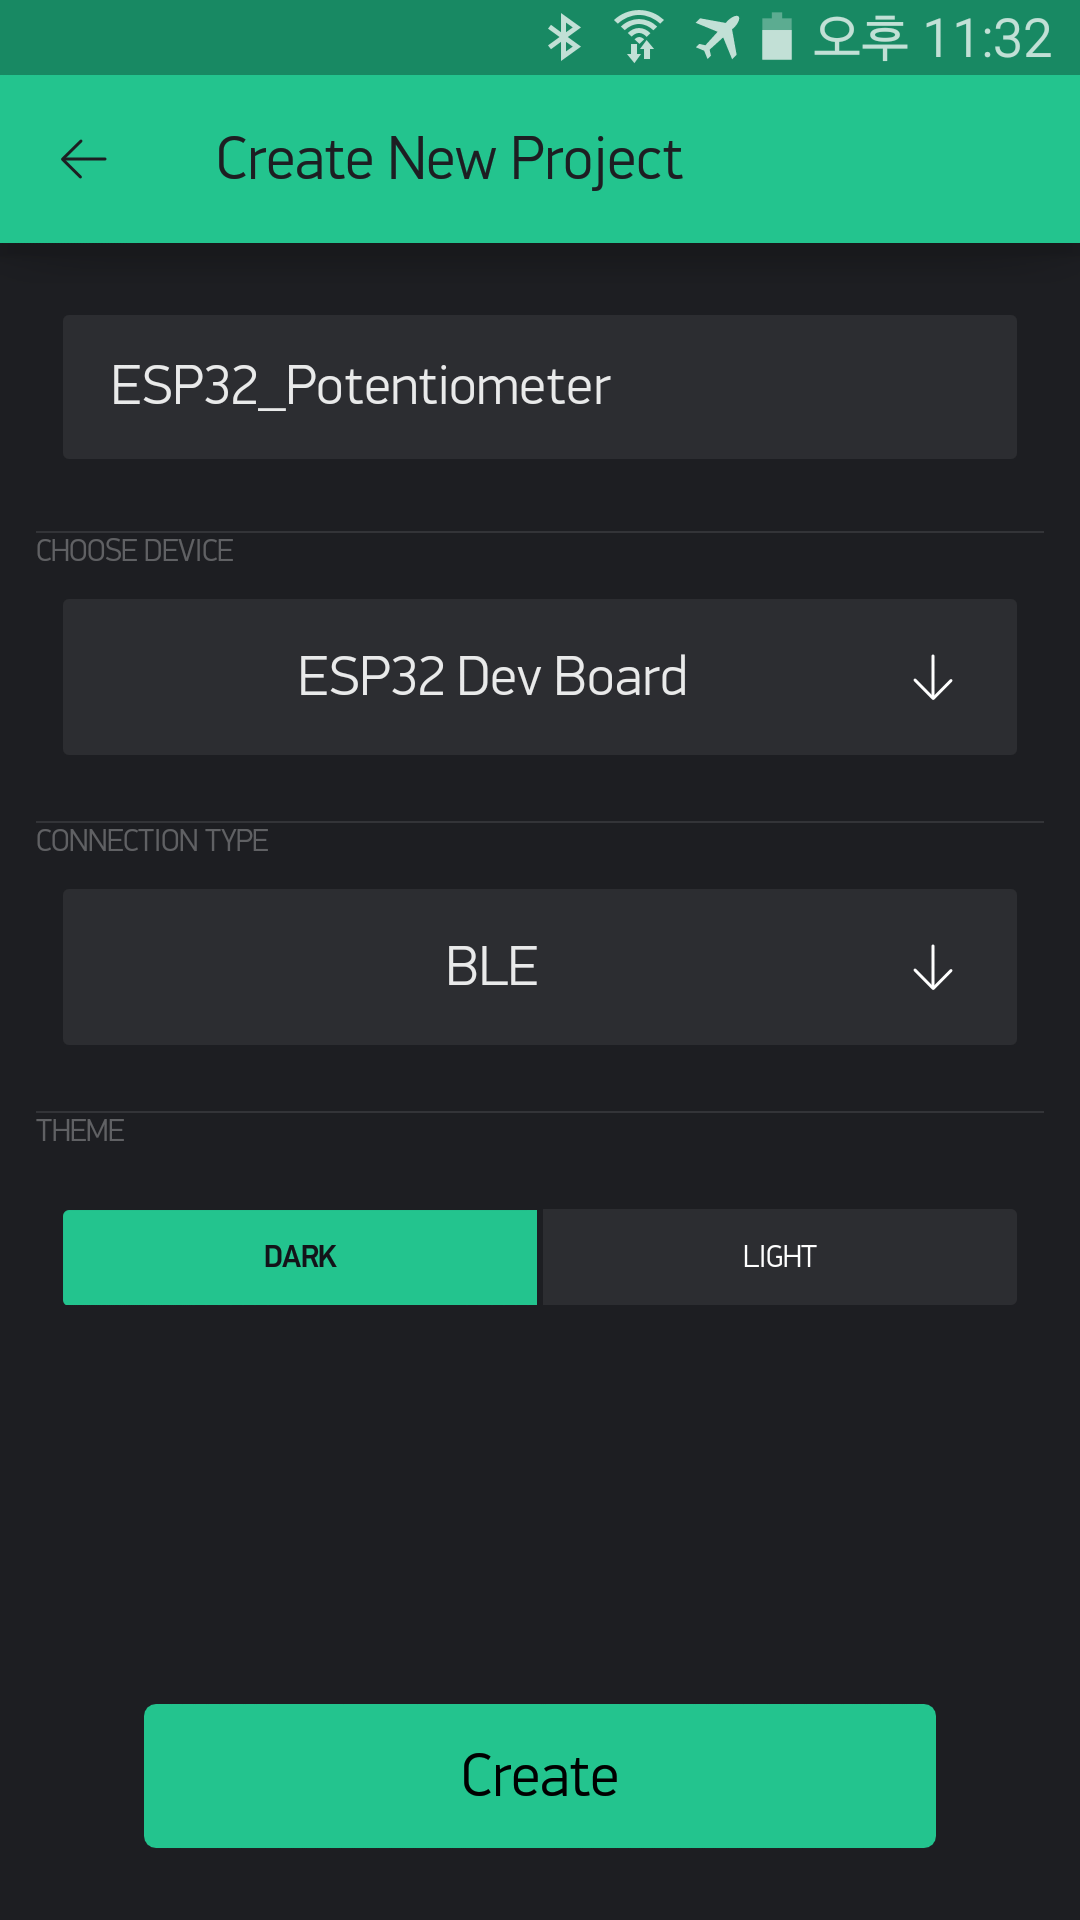 오후 11:32
Create New Project
ESP32_Potentiometer
CHOOSE DEVICE
ESP32 Dev Board
CONNECTION TYPE
BLE
THEME
DARK
LIGHT
Create